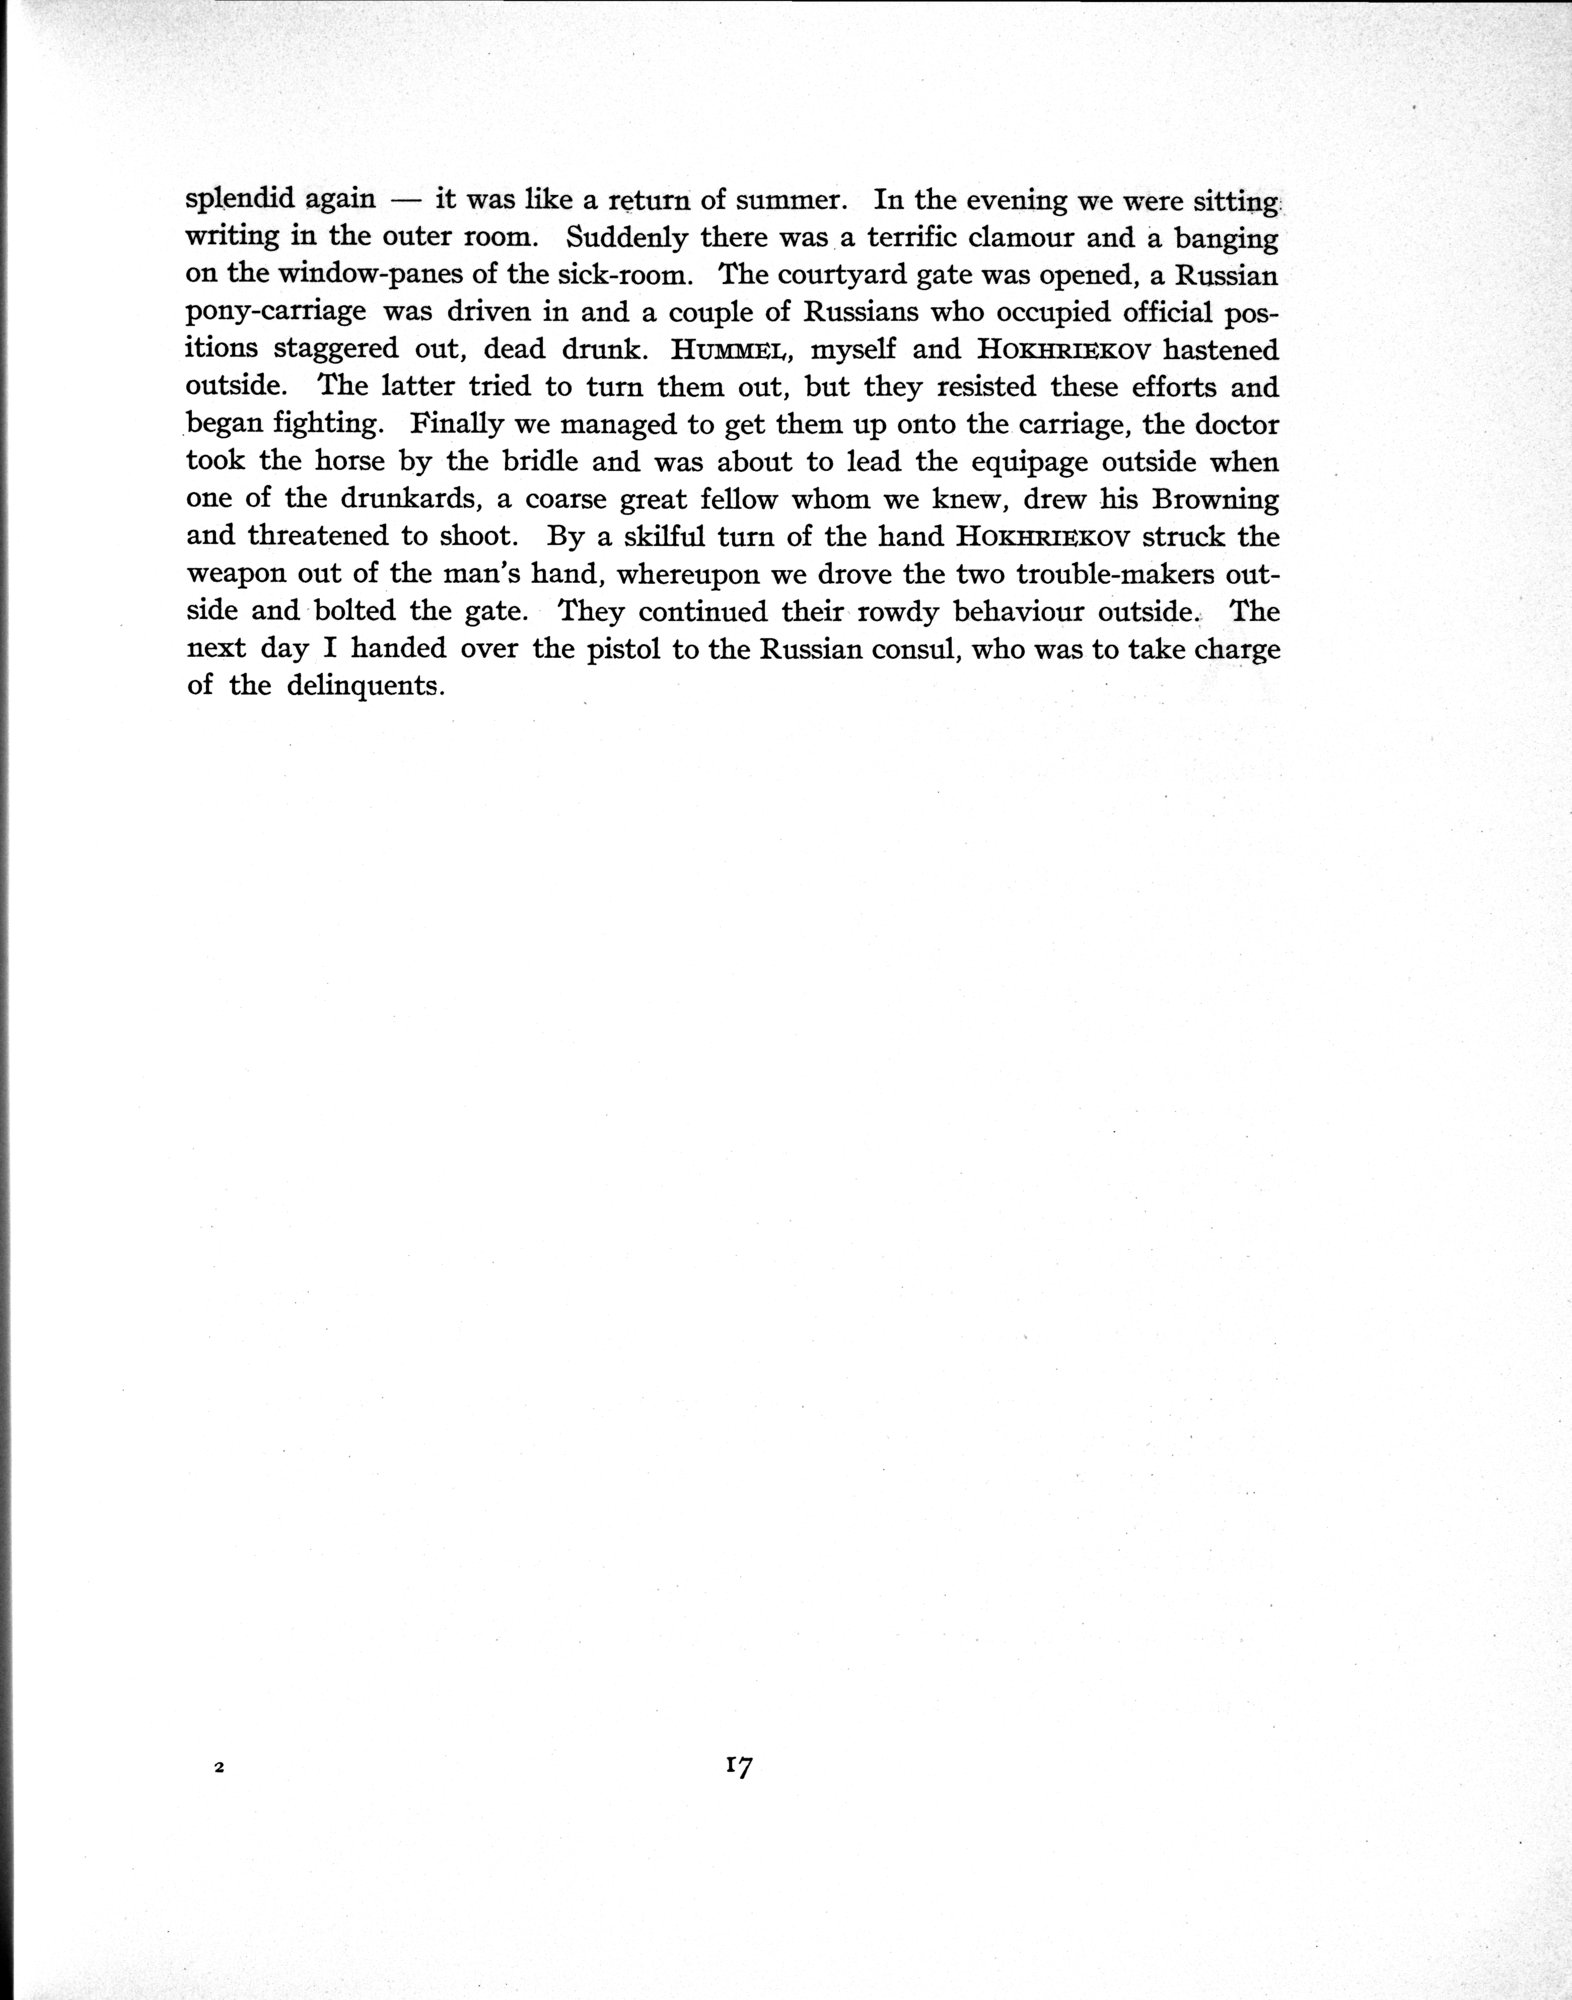 splendid again — it was like a return of summer. In the evening we were sitting
writing in the outer room. Suddenly there was a terrific clamour and a banging
on the window-panes of the sick-room. The courtyard gate was opened, a Russian
pony-carriage was driven in and a couple of Russians who occupied official pos-
itions staggered out, dead drunk. HUMMEL, myself and HOKHRIEKOV hastened
outside. The latter tried to turn them out, but they resisted these efforts and
began fighting. Finally we managed to get them up onto the carriage, the doctor
took the horse by the bridle and was about to lead the equipage outside when
one of the drunkards, a coarse great fellow whom we knew, drew his Browning
and threatened to shoot. By a skilful turn of the hand HOKHRIEKOV struck the
weapon out of the man's hand, whereupon we drove the two trouble-makers out-
side and bolted the gate. They continued their rowdy behaviour outside. The
next day I handed over the pistol to the Russian consul, who was to take charge
of the delinquents.
2 17